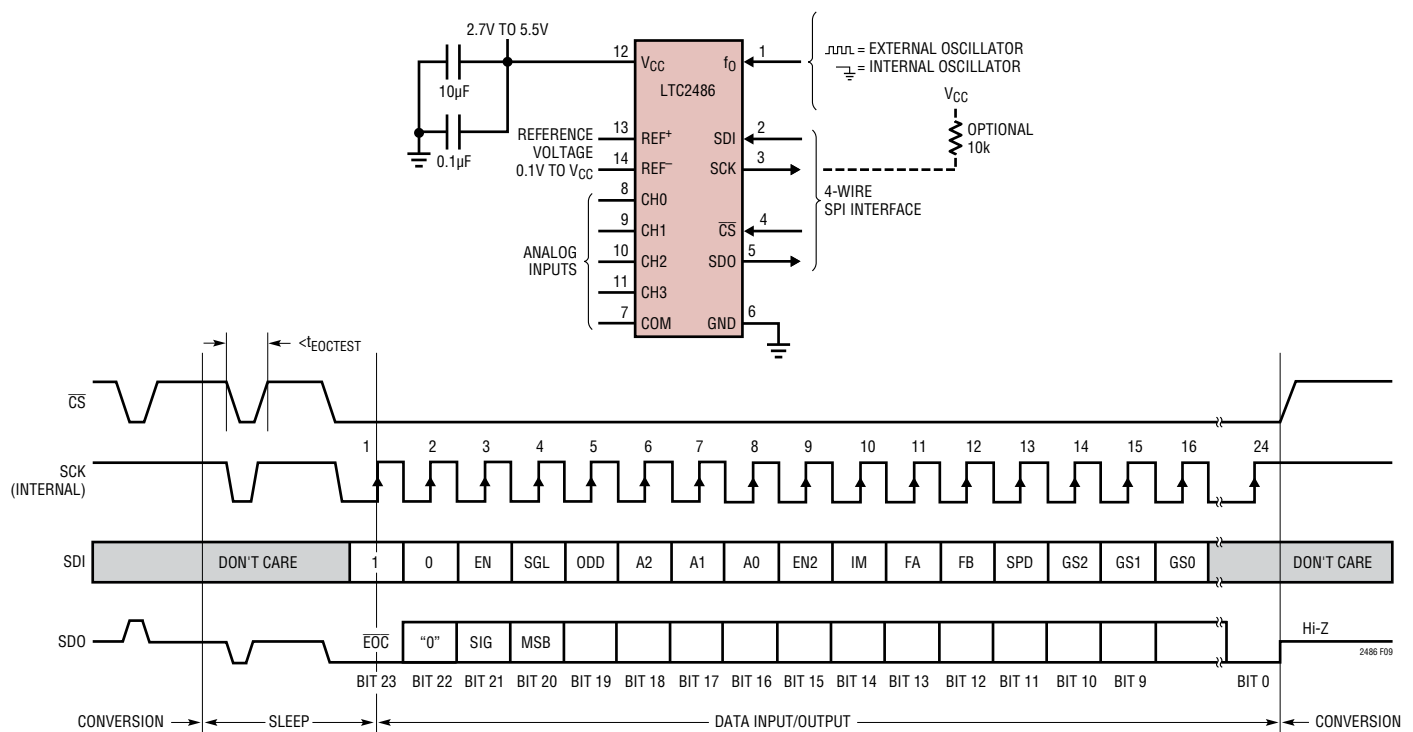 2.7V TO 5.5V
10µF
0.1µF
12 VCC
LTC2486
fO 1
= EXTERNAL OSCILLATOR
= INTERNAL OSCILLATOR
VCC
OPTIONAL
10k
REFERENCE
VOLTAGE
0.1V TO VCC
13 REF+
14 REF–
SDI 2
SCK 3
4-WIRE
SPI INTERFACE
ANALOG
INPUTS
8 CH0
9 CH1
10 CH2
11 CH3
7 COM
CS 4
SDO 5
GND 6
<tEOCTEST
CS
SCK
(INTERNAL)
1 2 3 4 5 6 7 8 9 10 11 12 13 14 15 16 24
SDI DON'T CARE 1 0 EN SGL ODD A2 A1 A0 EN2 IM FA FB SPD GS2 GS1 GS0 DON'T CARE
SDO EOC "0" SIG MSB Hi-Z
2486 F09
BIT 23 BIT 22 BIT 21 BIT 20 BIT 19 BIT 18 BIT 17 BIT 16 BIT 15 BIT 14 BIT 13 BIT 12 BIT 11 BIT 10 BIT 9 BIT 0
CONVERSION SLEEP DATA INPUT/OUTPUT CONVERSION